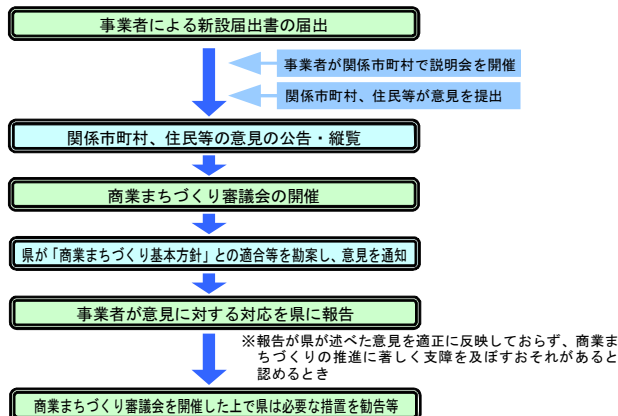 事業者による新設届出書の届出
事業者が関係市町村で説明会を開催
関係市町村、住民等が意見を提出
関係市町村、住民等の意見の公告・縦覧
商業まちづくり審議会の開催
県が「商業まちづくり基本方針」との適合等を勘案し、意見を通知
事業者が意見に対する対応を県に報告
※報告が県が述べた意見を適正に反映しておらず、商業ま
ちづくりの推進に著しく支障を及ぼすおそれがあると
認めるとき
商業まちづくり審議会を開催した上で県は必要な措置を勧告等